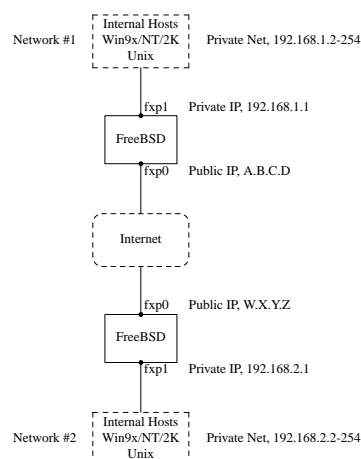 Network #1
Internal Hosts
Win9x/NT/2K
Unix
Private Net, 192.168.1.2-254
fxp1
Private IP, 192.168.1.1
FreeBSD
fxp0
Public IP, A.B.C.D
Internet
fxp0
Public IP, W.X.Y.Z
FreeBSD
fxp1
Private IP, 192.168.2.1
Network #2
Internal Hosts
Win9x/NT/2K
Unix
Private Net, 192.168.2.2-254